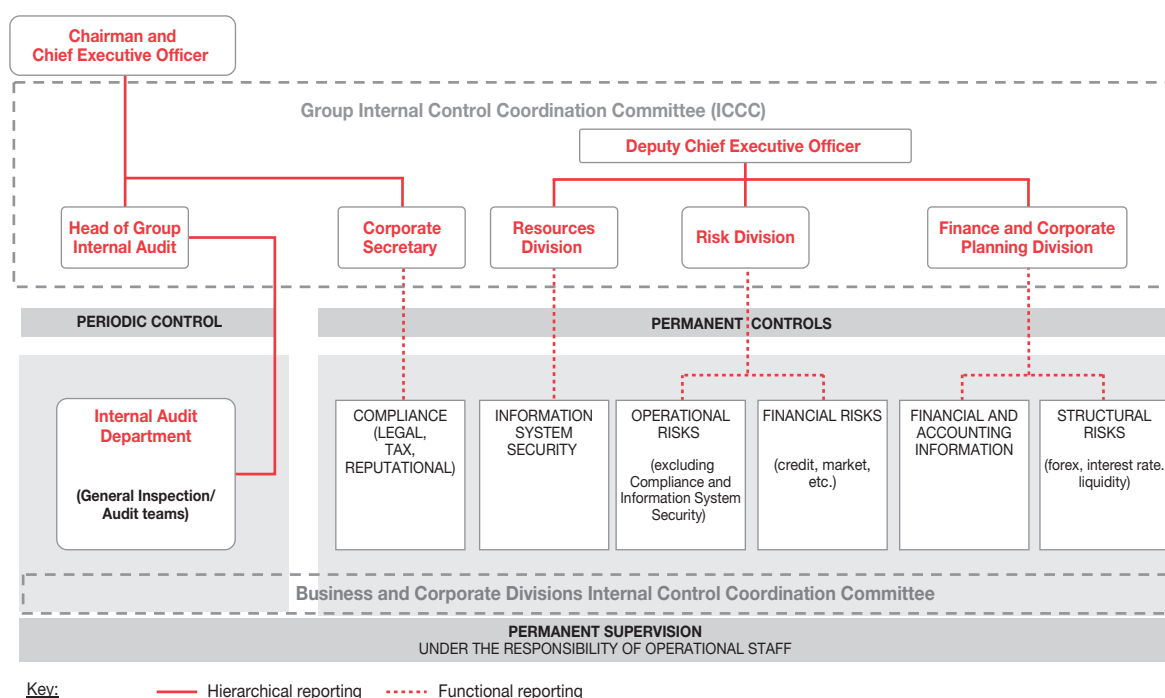 Chairman and
Chief Executive Officer
Group Internal Control Coordination Committee (ICCC)
Deputy Chief Executive Officer
Head of Group
Internal Audit
Corporate
Secretary
Resources
Division
Risk Division
Finance and Corporate
Planning Division
PERIODIC CONTROL
PERMANENT CONTROLS
Internal Audit
Department
(General Inspection/
Audit teams)
COMPLIANCE
(LEGAL,
TAX,
REPUTATIONAL)
INFORMATION
SYSTEM
SECURITY
OPERATIONAL
RISKS
(excluding
Compliance and
Information System
Security)
FINANCIAL RISKS
(credit, market,
etc.)
FINANCIAL AND
ACCOUNTING
INFORMATION
STRUCTURAL
RISKS
(forex, interest rate.
liquidity)
Business and Corporate Divisions Internal Control Coordination Committee
PERMANENT SUPERVISION
UNDER THE RESPONSIBILITY OF OPERATIONAL STAFF
Key:
Hierarchical reporting
Functional reporting